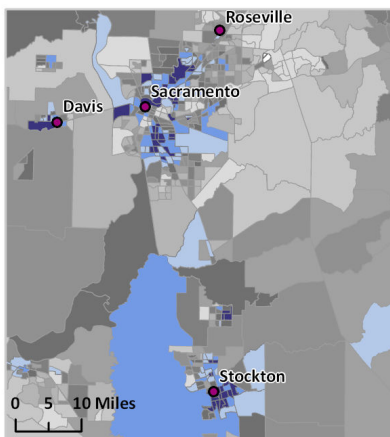 Roseville
Sacramento
Davis
Stockton
0 5 10 Miles